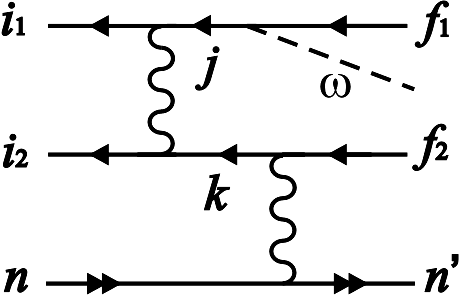 i₁ f₁
j
ω
i₂ f₂
k
n n'